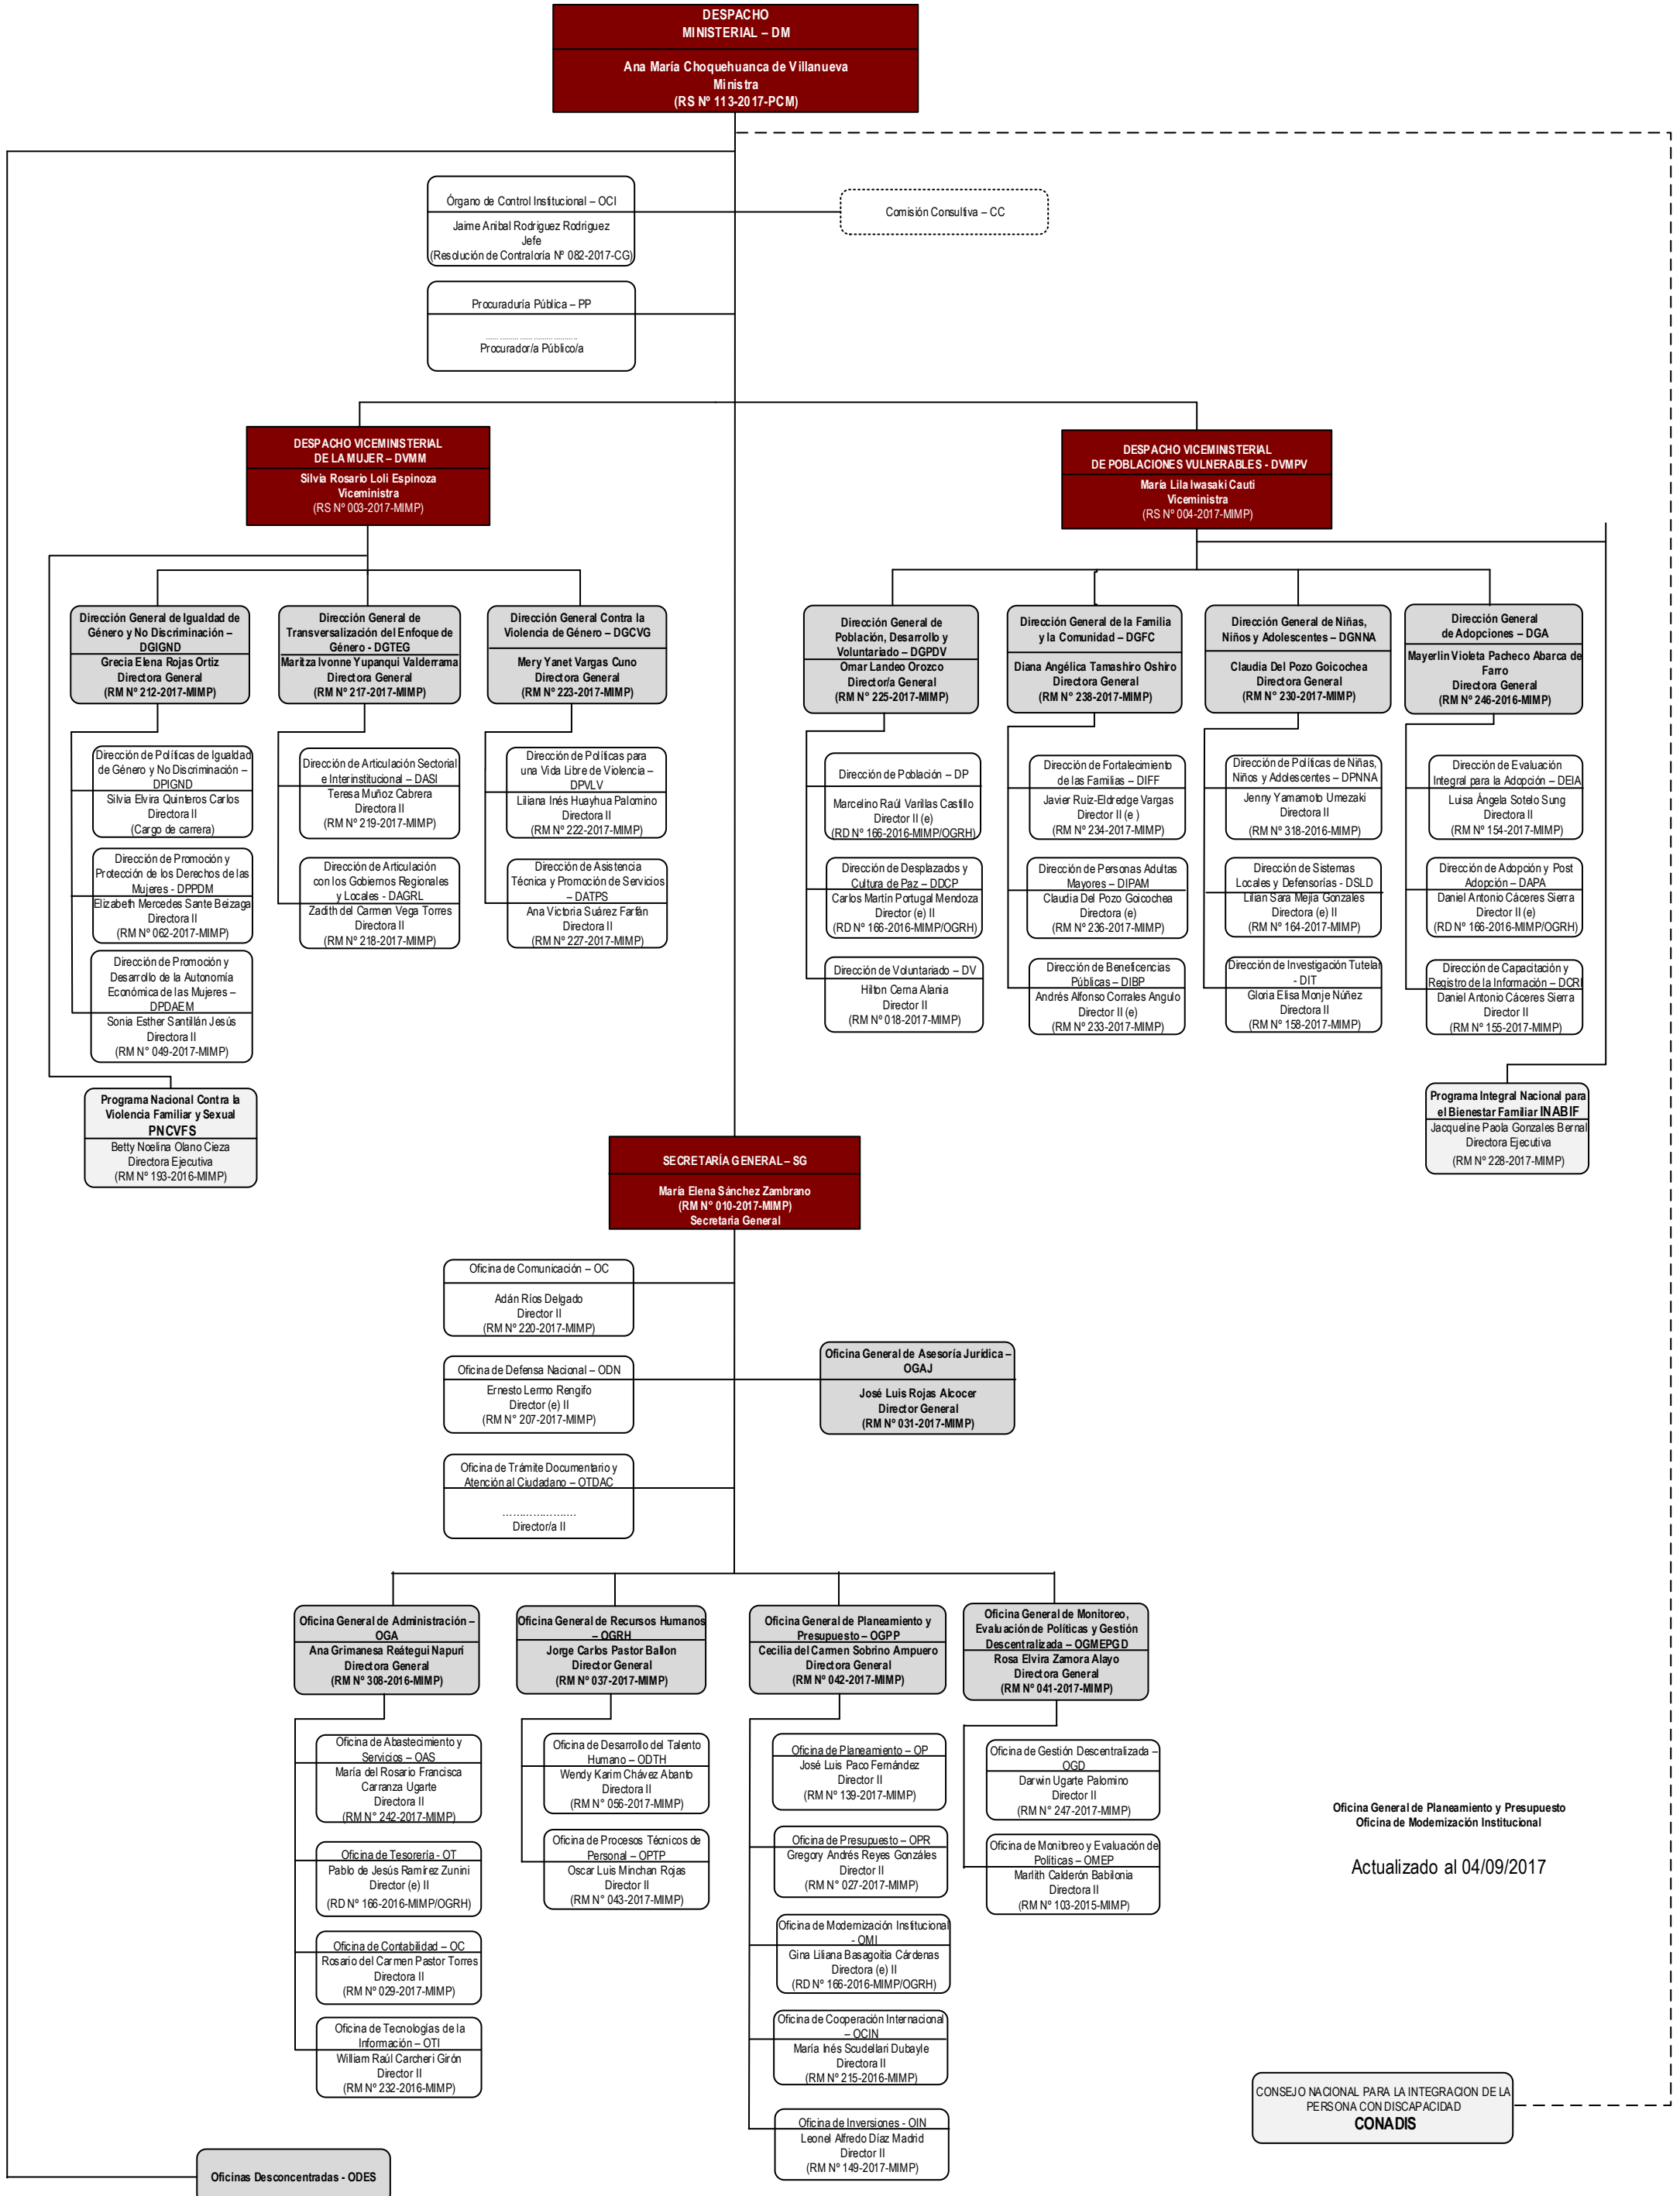 DESPACHO
MINISTERIAL – DM
Ana María Choquehuanca de Villanueva
Ministra
(RS Nº 113-2017-PCM)
Órgano de Control Institucional – OCI
Jaime Anibal Rodriguez Rodriguez
Jefe
(Resolución de Contraloría Nº 082-2017-CG)
Comisión Consultiva – CC
Procuraduría Pública – PP
....................................
Procurador/a Público/a
DESPACHO VICEMINISTERIAL
DE LA MUJER – DVMM
Silvia Rosario Loli Espinoza
Viceministra
(RS Nº 003-2017-MIMP)
DESPACHO VICEMINISTERIAL
DE POBLACIONES VULNERABLES - DVMPV
María Lila Iwasaki Cauti
Viceministra
(RS Nº 004-2017-MIMP)
Dirección General de Igualdad de
Género y No Discriminación –
DGIGND
Grecia Elena Rojas Ortiz
Directora General
(RM Nº 212-2017-MIMP)
Dirección General de
Transversalización del Enfoque de
Género - DGTEG
Maritza Ivonne Yupanqui Valderrama
Directora General
(RM Nº 217-2017-MIMP)
Dirección General Contra la
Violencia de Género – DGCVG
Mery Yanet Vargas Cuno
Directora General
(RM Nº 223-2017-MIMP)
Dirección General de
Población, Desarrollo y
Voluntariado – DGPDV
Omar Landeo Orozco
Director/a General
(RM N° 225-2017-MIMP)
Dirección General de la Familia
y la Comunidad – DGFC
Diana Angélica Tamashiro Oshiro
Directora General
(RM N° 238-2017-MIMP)
Dirección General de Niñas,
Niños y Adolescentes – DGNNA
Claudia Del Pozo Goicochea
Directora General
(RM N° 230-2017-MIMP)
Dirección General
de Adopciones – DGA
Mayerlin Violeta Pacheco Abarca de
Farro
Directora General
(RM N° 246-2016-MIMP)
Dirección de Políticas de Igualdad
de Género y No Discriminación –
DPIGND
Silvia Elvira Quinteros Carlos
Directora II
(Cargo de carrera)
Dirección de Articulación Sectorial
e Interinstitucional – DASI
Teresa Muñoz Cabrera
Directora II
(RM Nº 219-2017-MIMP)
Dirección de Políticas para
una Vida Libre de Violencia –
DPVLV
Liliana Inés Huayhua Palomino
Directora II
(RM N° 222-2017-MIMP)
Dirección de Población – DP
Marcelino Raúl Varillas Castillo
Director II (e)
(RD N° 166-2016-MIMP/OGRH)
Dirección de Fortalecimiento
de las Familias – DIFF
Javier Ruiz-Eldredge Vargas
Director II (e )
(RM N° 234-2017-MIMP)
Dirección de Políticas de Niñas,
Niños y Adolescentes – DPNNA
Jenny Yamamoto Umezaki
Directora II
(RM N° 318-2016-MIMP)
Dirección de Evaluación
Integral para la Adopción – DEIA
Luisa Ángela Sotelo Sung
Directora II
(RM N° 154-2017-MIMP)
Dirección de Promoción y
Protección de los Derechos de las
Mujeres - DPPDM
Elizabeth Mercedes Sante Beizaga
Directora II
(RM Nº 062-2017-MIMP)
Dirección de Articulación
con los Gobiernos Regionales
y Locales – DAGRL
Zadith del Carmen Vega Torres
Directora II
(RM N° 218-2017-MIMP)
Dirección de Asistencia
Técnica y Promoción de Servicios
– DATPS
Ana Victoria Suárez Farfán
Directora II
(RM N° 227-2017-MIMP)
Dirección de Desplazados y
Cultura de Paz – DDCP
Carlos Martín Portugal Mendoza
Director (e) II
(RD N° 166-2016-MIMP/OGRH)
Dirección de Personas Adultas
Mayores – DIPAM
Claudia Del Pozo Goicochea
Directora (e)
(RM N° 236-2017-MIMP)
Dirección de Sistemas
Locales y Defensorías - DSLD
Lilian Sara Mejía Gonzales
Directora (e) II
(RM N° 164-2017-MIMP)
Dirección de Adopción y Post
Adopción – DAPA
Daniel Antonio Cáceres Sierra
Director II (e)
(RD N° 166-2016-MIMP/OGRH)
Dirección de Promoción y
Desarrollo de la Autonomía
Económica de las Mujeres –
DPDAEM
Sonia Esther Santillán Jesús
Directora II
(RM N° 049-2017-MIMP)
Dirección de Voluntariado – DV
Hilton Cerna Alania
Director II
(RM Nº 018-2017-MIMP)
Dirección de Beneficencias
Públicas – DIBP
Andrés Alfonso Corrales Angulo
Director II (e)
(RM N° 233-2017-MIMP)
Dirección de Investigación Tutelar
- DIT
Gloria Elisa Monje Núñez
Directora II
(RM N° 158-2017-MIMP)
Dirección de Capacitación y
Registro de la Información – DCRI
Daniel Antonio Cáceres Sierra
Director II
(RM N° 155-2017-MIMP)
Programa Nacional Contra la
Violencia Familiar y Sexual
PNCVFS
Betty Noelina Olano Cieza
Directora Ejecutiva
(RM Nº 193-2016-MIMP)
Programa Integral Nacional para
el Bienestar Familiar INABIF
Jacqueline Paola Gonzales Bernal
Directora Ejecutiva
(RM N° 228-2017-MIMP)
SECRETARÍA GENERAL – SG
María Elena Sánchez Zambrano
(RM N° 010-2017-MIMP)
Secretaria General
Oficina de Comunicación – OC
Adán Ríos Delgado
Director II
(RM Nº 220-2017-MIMP)
Oficina de Defensa Nacional – ODN
Ernesto Lermo Rengifo
Director (e) II
(RM N° 207-2017-MIMP)
Oficina General de Asesoría Jurídica –
OGAJ
José Luis Rojas Alcocer
Director General
(RM Nº 031-2017-MIMP)
Oficina de Trámite Documentario y
Atención al Ciudadano – OTDAC
........................
Director/a II
Oficina General de Administración –
OGA
Ana Grimanesa Reátegui Napurí
Directora General
(RM N° 308-2016-MIMP)
Oficina General de Recursos Humanos
– OGRH
Jorge Carlos Pastor Ballon
Director General
(RM N° 037-2017-MIMP)
Oficina General de Planeamiento y
Presupuesto – OGPP
Cecilia del Carmen Sobrino Ampuero
Directora General
(RM Nº 042-2017-MIMP)
Oficina General de Monitoreo,
Evaluación de Políticas y Gestión
Descentralizada – OGMEPGD
Rosa Elvira Zamora Alayo
Directora General
(RM Nº 041-2017-MIMP)
Oficina de Abastecimiento y
Servicios – OAS
María del Rosario Francisca
Carranza Ugarte
Directora II
(RM N° 242-2017-MIMP)
Oficina de Desarrollo del Talento
Humano – ODTH
Wendy Karim Chávez Abanto
Directora II
(RM N° 056-2017-MIMP)
Oficina de Planeamiento – OP
José Luis Paco Fernández
Director II
(RM N° 139-2017-MIMP)
Oficina de Gestión Descentralizada –
OGD
Darwin Ugarte Palomino
Director II
(RM N° 247-2017-MIMP)
Oficina de Tesorería - OT
Pablo de Jesús Ramírez Zunini
Director (e) II
(RD N° 166-2016-MIMP/OGRH)
Oficina de Procesos Técnicos de
Personal – OPTP
Oscar Luis Minchan Rojas
Director II
(RM N° 043-2017-MIMP)
Oficina de Presupuesto – OPR
Gregory Andrés Reyes Gonzáles
Director II
(RM N° 027-2017-MIMP)
Oficina de Monitoreo y Evaluación de
Políticas – OMEP
Marlith Calderón Babilonia
Directora II
(RM N° 103-2015-MIMP)
Oficina General de Planeamiento y Presupuesto
Oficina de Modernización Institucional
Actualizado al 04/09/2017
Oficina de Contabilidad – OC
Rosario del Carmen Pastor Torres
Directora II
(RM Nº 029-2017-MIMP)
Oficina de Modernización Institucional
- OMI
Gina Liliana Basagoitia Cárdenas
Directora (e) II
(RD Nº 166-2016-MIMP/OGRH)
Oficina de Tecnologías de la
Información – OTI
William Raúl Carcheri Girón
Director II
(RM Nº 232-2016-MIMP)
Oficina de Cooperación Internacional
– OCIN
María Inés Scudellari Dubayle
Directora II
(RM Nº 215-2016-MIMP)
Oficina de Inversiones - OIN
Leonel Alfredo Díaz Madrid
Director II
(RM Nº 149-2017-MIMP)
CONSEJO NACIONAL PARA LA INTEGRACION DE LA
PERSONA CON DISCAPACIDAD
CONADIS
Oficinas Desconcentradas - ODES